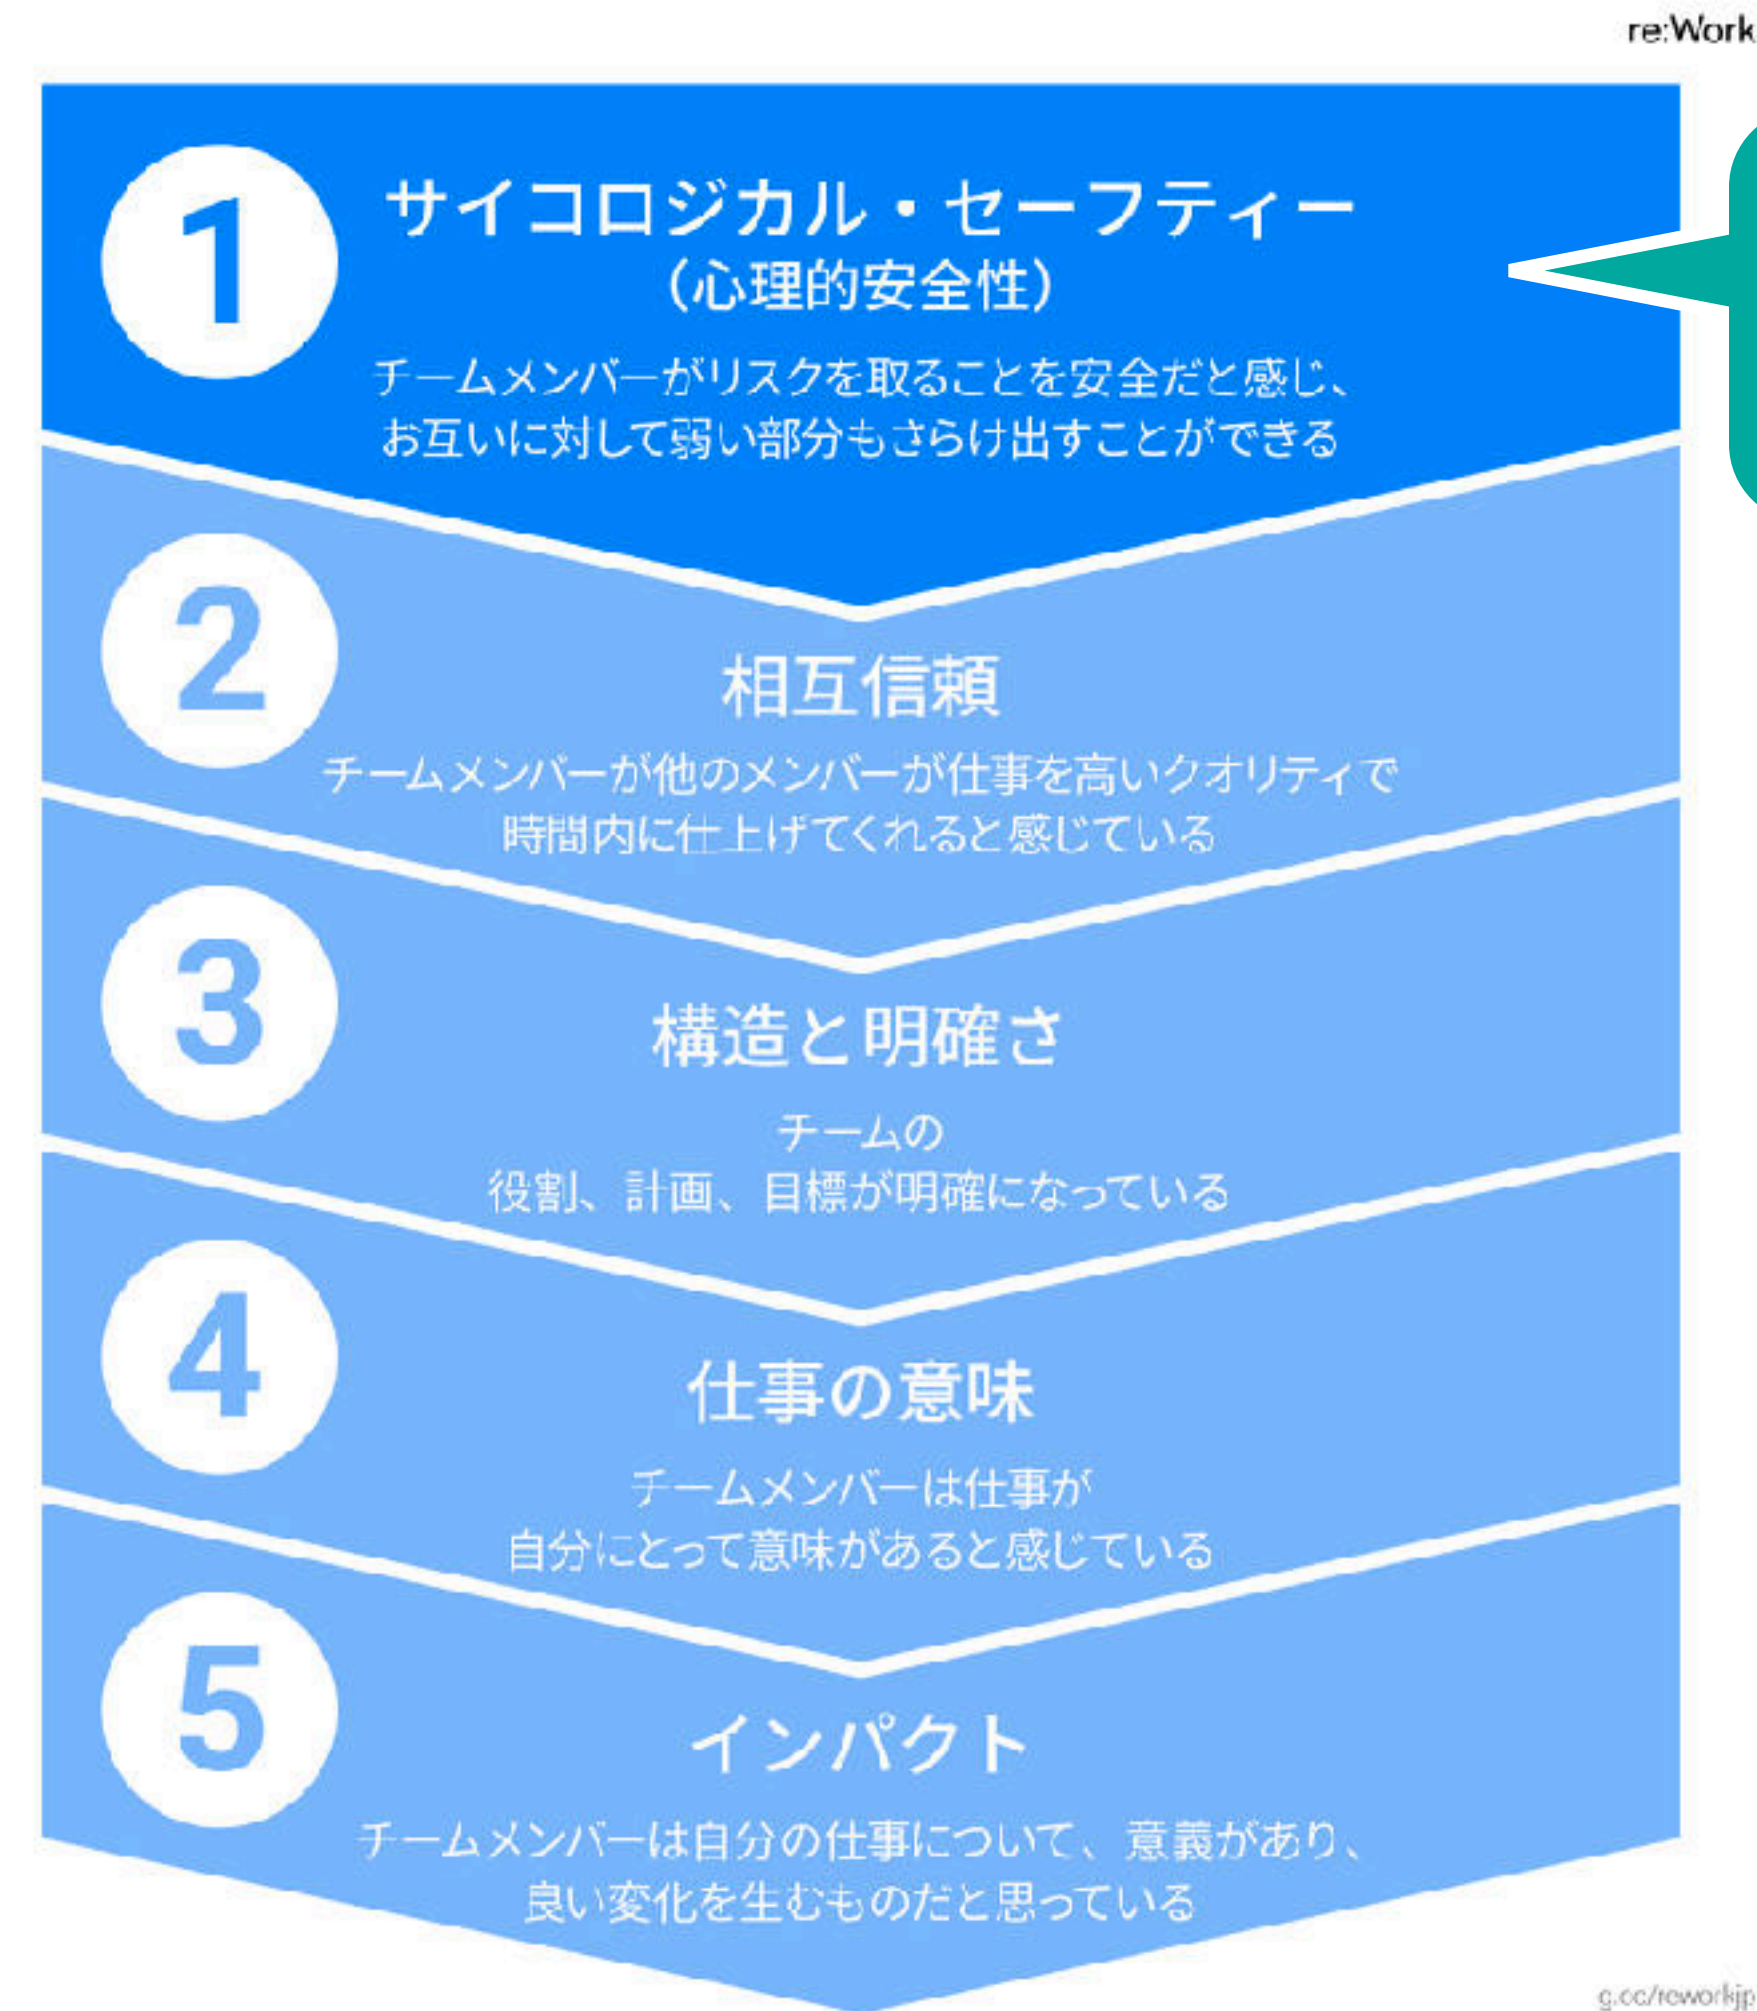 re:Work
1
サイコロジカル・セーフティー
（心理的安全性）
チームメンバーがリスクを取ることを安全だと感じ、
お互いに対して弱い部分もさらけ出すことができる
2
相互信頼
チームメンバーが他のメンバーが仕事を高いクオリティで
時間内に仕上げてくれると感じている
3
構造と明確さ
チームの
役割、計画、目標が明確になっている
4
仕事の意味
チームメンバーは仕事が
自分にとって意味があると感じている
5
インパクト
チームメンバーは自分の仕事について、意義があり、
良い変化を生むものだと思っている
g.co/reworkjp